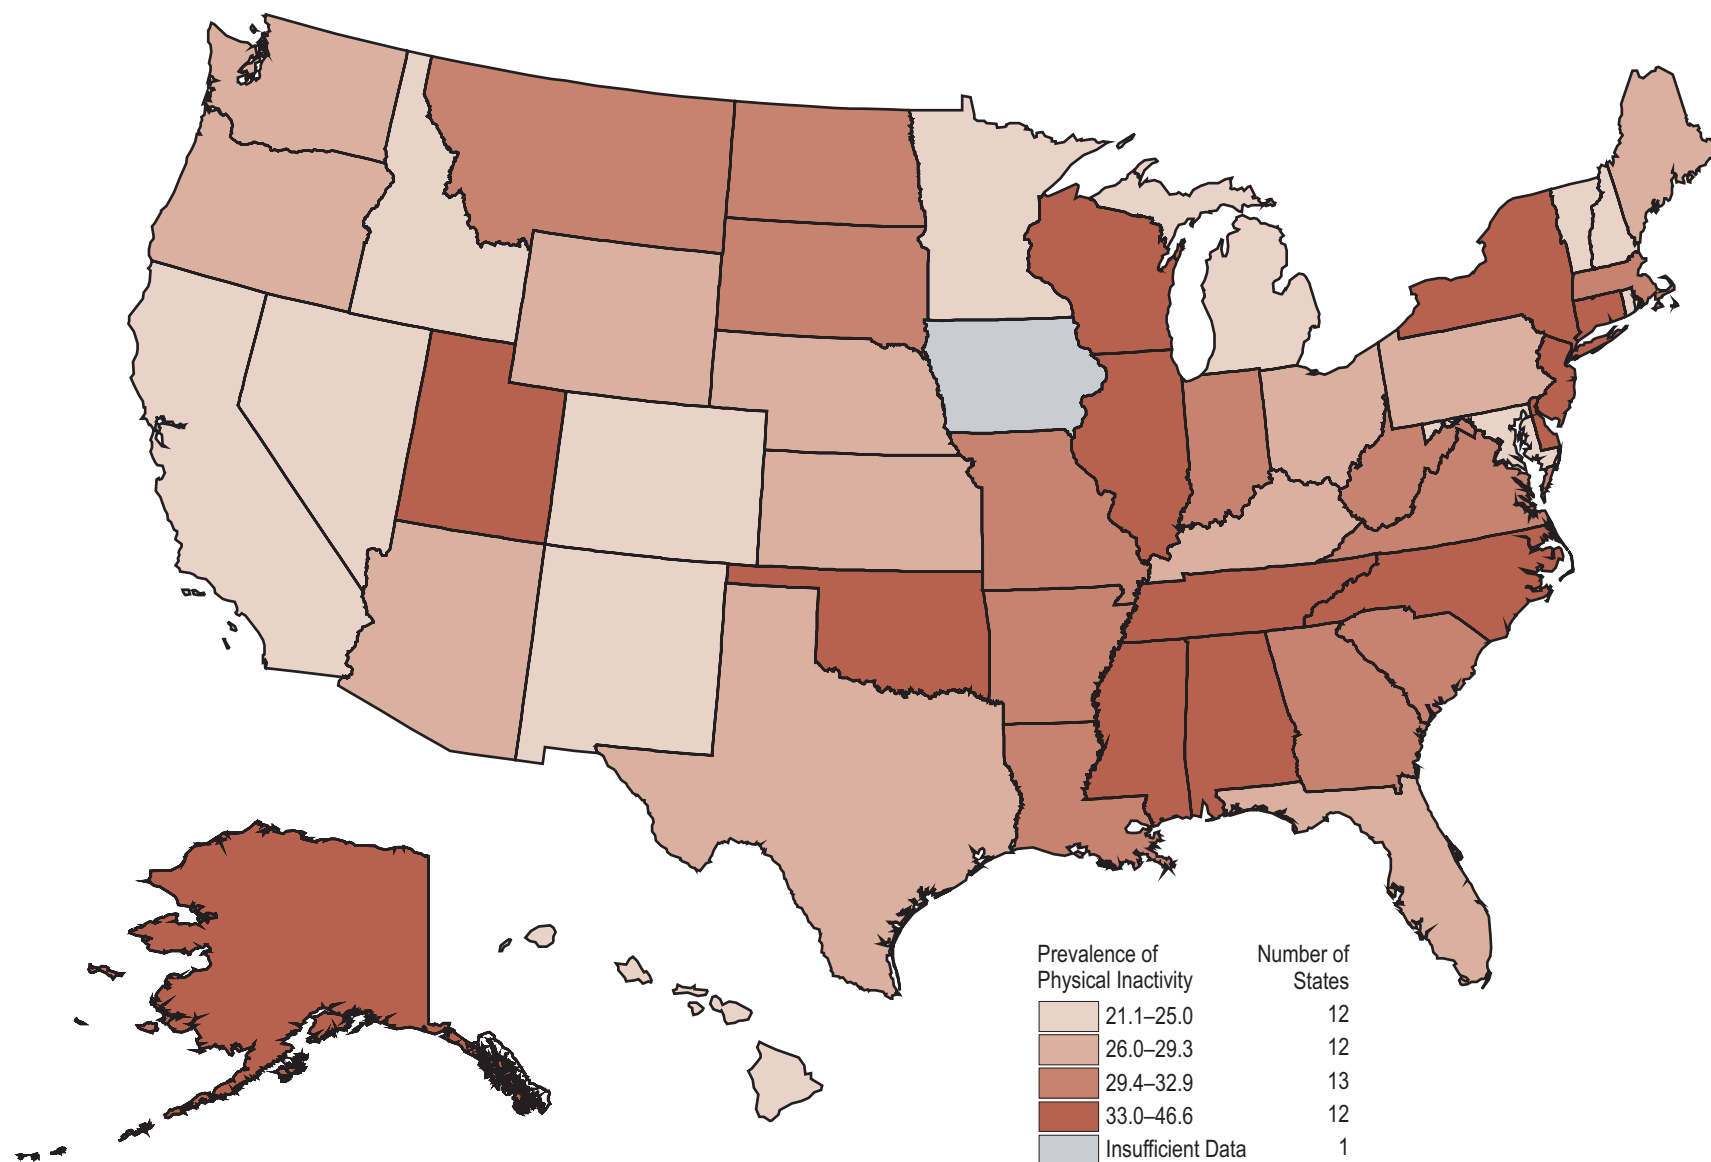 Prevalence of Number of
Physical Inactivity States
21.1–25.0 12
26.0–29.3 12
29.4–32.9 13
33.0–46.6 12
Insufficient Data 1